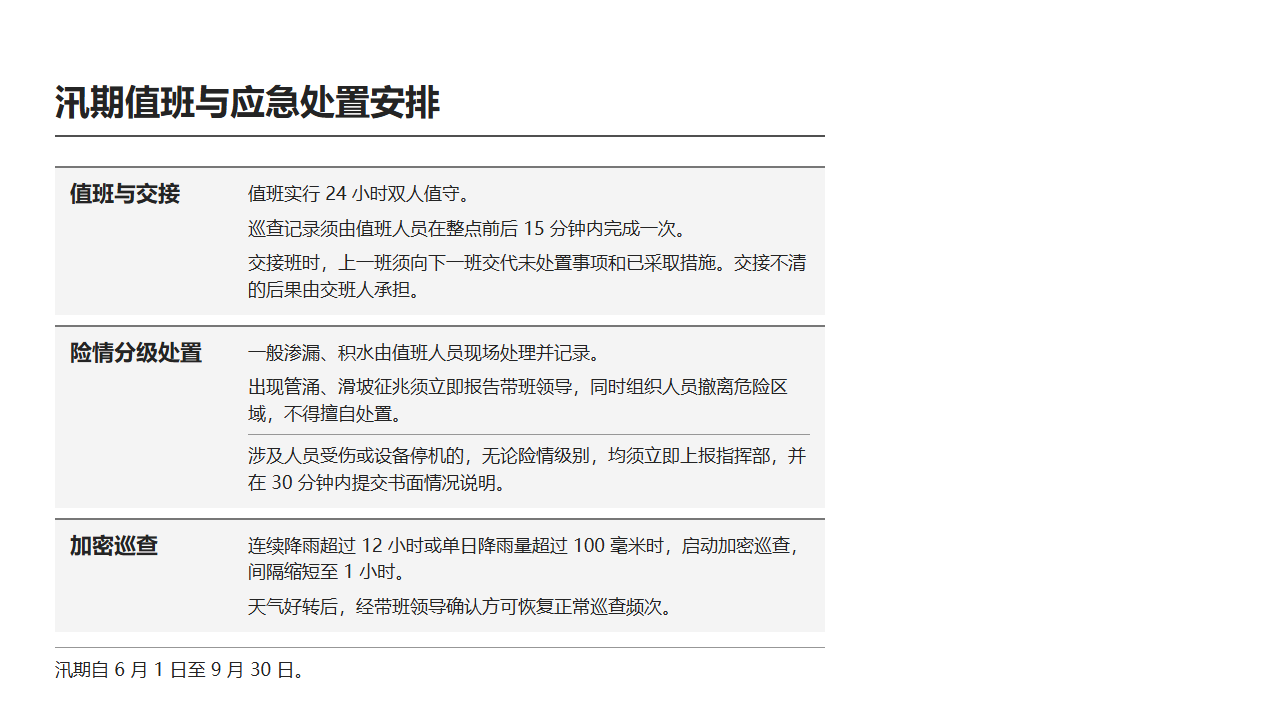 汛期值班与应急处置安排
值班与交接
值班实行 24 小时双人值守。
巡查记录须由值班人员在整点前后 15 分钟内完成一次。
交接班时，上一班须向下一班交代未处置事项和已采取措施。交接不清
的后果由交班人承担。
险情分级处置
一般渗漏、积水由值班人员现场处理并记录。
出现管涌、滑坡征兆须立即报告带班领导，同时组织人员撤离危险区
域，不得擅自处置。
涉及人员受伤或设备停机的，无论险情级别，均须立即上报指挥部，并
在 30 分钟内提交书面情况说明。
加密巡查
连续降雨超过 12 小时或单日降雨量超过 100 毫米时，启动加密巡查，
间隔缩短至 1 小时。
天气好转后，经带班领导确认方可恢复正常巡查频次。
汛期自 6 月 1 日至 9 月 30 日。